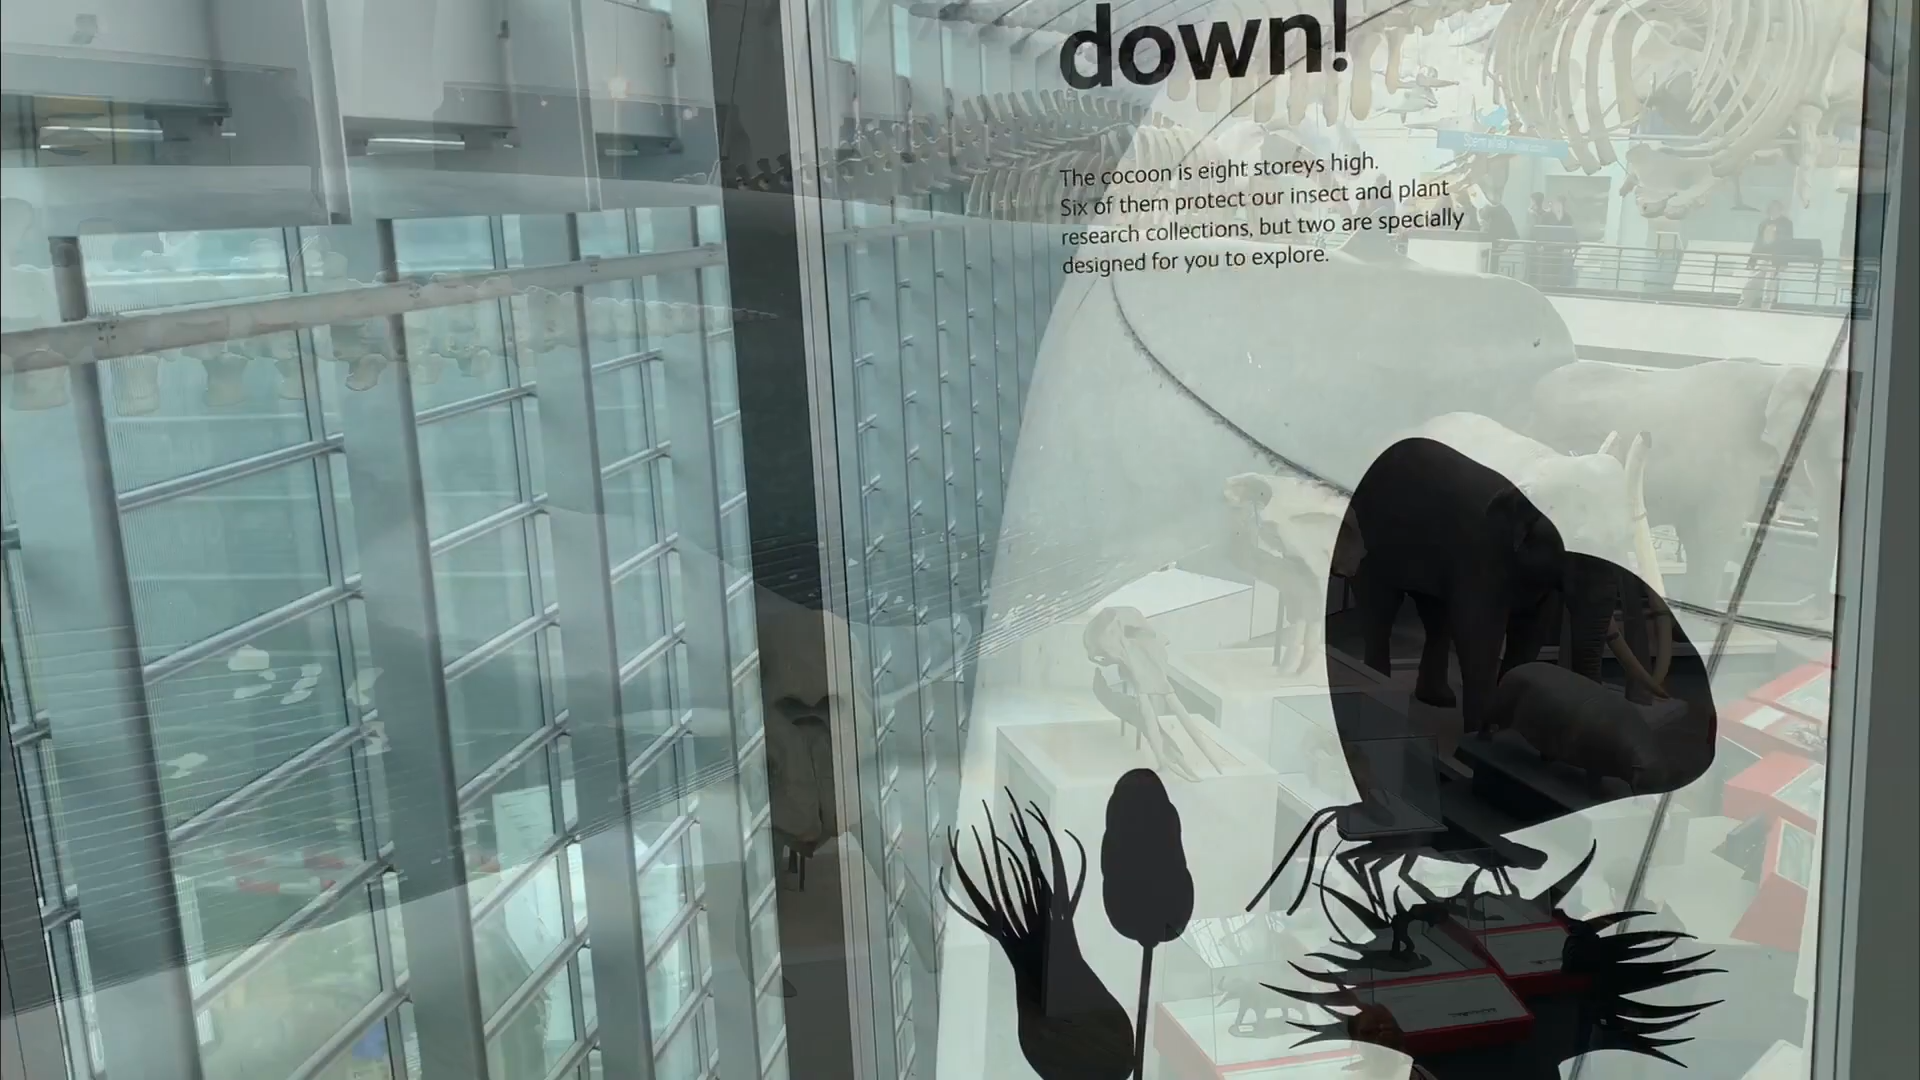 down!
The cocoon is eight storeys high.
Six of them protect our insect and plant
research collections, but two are specially
designed for you to explore.